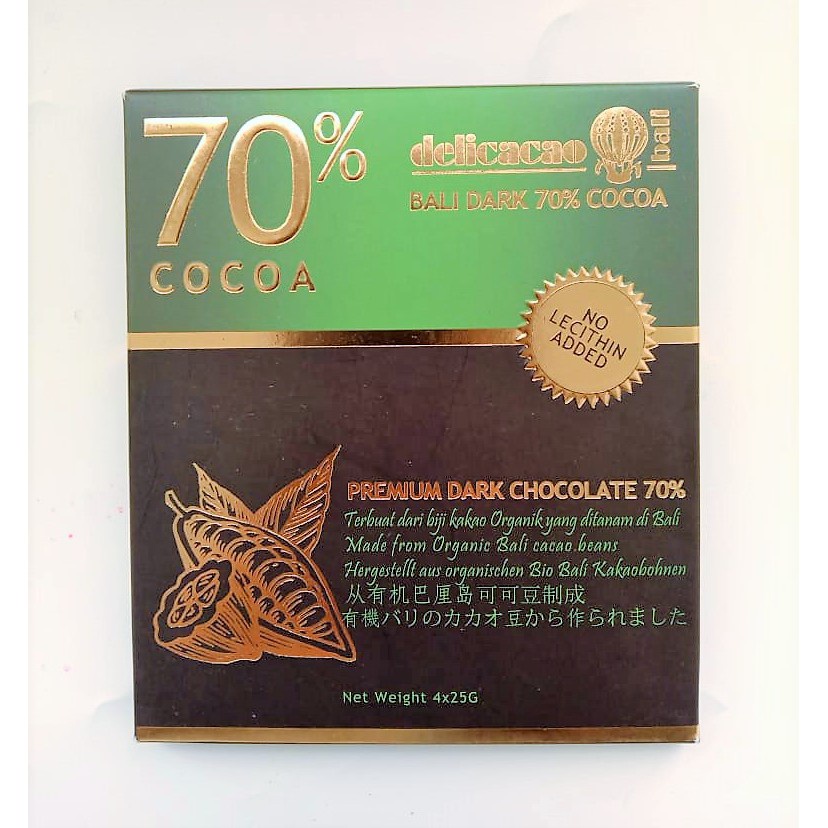 70%
COCOA
delicacao
bali
BALI DARK 70% COCOA
NO
LECITHIN
ADDED
PREMIUM DARK CHOCOLATE 70%
Terbuat dari biji kakao Organik yang ditanam di Bali
Made from Organic Bali cacao beans
Hergestellt aus organischen Bio Bali Kakaobohnen
从有机巴厘岛可可豆制成
有機バリのカカオ豆から作られました
Net Weight 4x25G